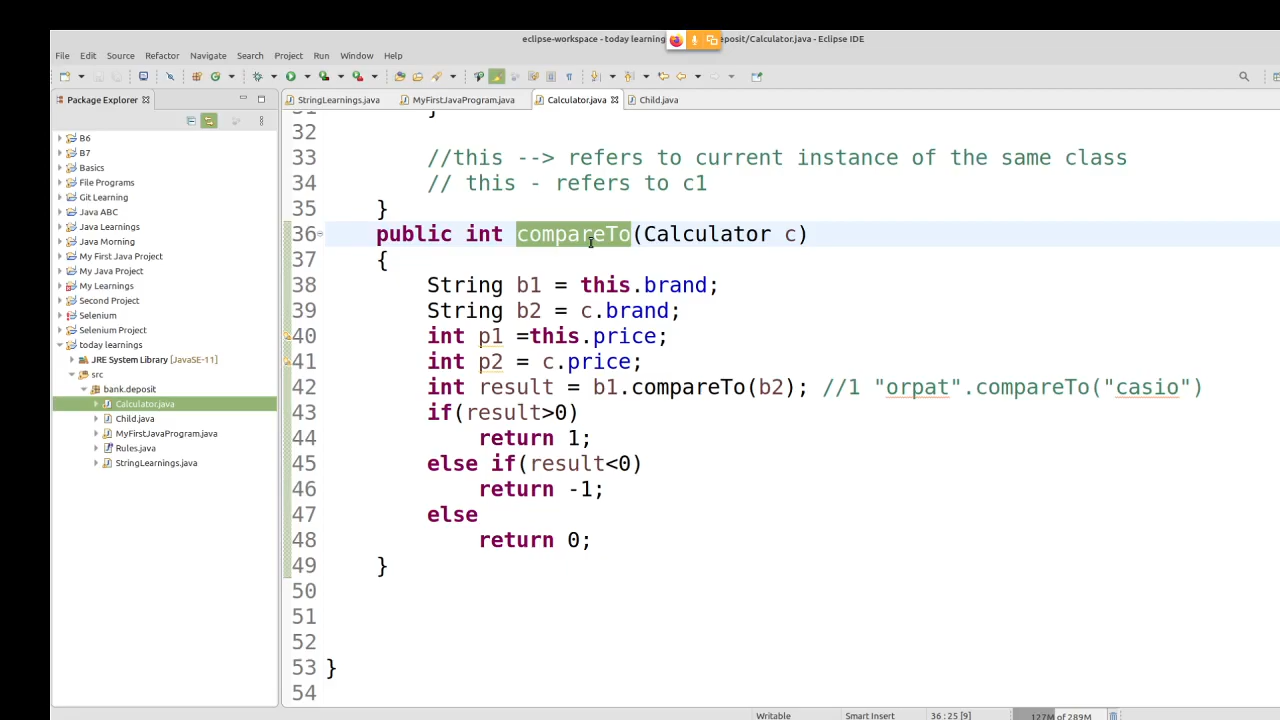 eclipse-workspace - today learning eposit/Calculator.java - Eclipse IDE
File Edit Source Refactor Navigate Search Project Run Window Help
Package Explorer
StringLearnings.java MyFirstJavaProgram.java Calculator.java Child.java
B6
B7
Basics
File Programs
Git Learning
Java ABC
Java Learnings
Java Morning
My First Java Project
My Java Project
My Learnings
Second Project
Selenium
Selenium Project
today learnings
JRE System Library [JavaSE-11]
src
bank.deposit
Calculator.java
Child.java
MyFirstJavaProgram.java
Rules.java
StringLearnings.java
31 }
32
33 //this --> refers to current instance of the same class
34 // this - refers to c1
35 }
36 public int compareTo(Calculator c)
37 {
38 String b1 = this.brand;
39 String b2 = c.brand;
40 int p1 =this.price;
41 int p2 = c.price;
42 int result = b1.compareTo(b2); //1 "orpat".compareTo("casio")
43 if(result>0)
44 return 1;
45 else if(result<0)
46 return -1;
47 else
48 return 0;
49 }
50
51
52
53 }
54
Writable Smart Insert 36 : 25 [9] 127M of 289M